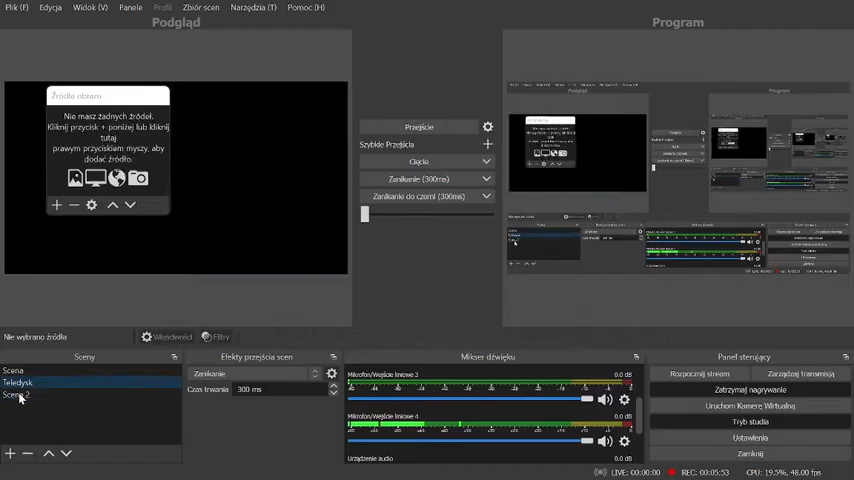 Plik (F) Edycja Widok (V) Panele Profil Zbiór scen Narzędzia (T) Pomoc (H)
Podgląd
Program
Źródła obrazu
Nie masz żadnych źródeł.
Kliknij przycisk + poniżej lub kliknij
tutaj
prawym przyciskiem myszy, aby
dodać źródło.
Przejście
Szybkie Przejścia
Cięcia
Zanikanie (300ms)
Zanikanie do czerni (300ms)
Nie wybrano źródła
Właściwości
Filtry
Sceny
Scena
Teledysk
Scena 2
Efekty przejścia scen
Zanikanie
Czas trwania 300 ms
Mikser dźwięku
Mikrofon/Wejście liniowe 3 0.0 dB
Mikrofon/Wejście liniowe 4 0.0 dB
Urządzenie audio 0.0 dB
Panel sterujący
Rozpocznij stream Zarządzaj transmisją
Zatrzymaj nagrywanie
Uruchom Kamerę Wirtualną
Tryb studia
Ustawienia
Zamknij
LIVE: 00:00:00 REC: 00:05:53 CPU: 19.5%, 48.00 fps